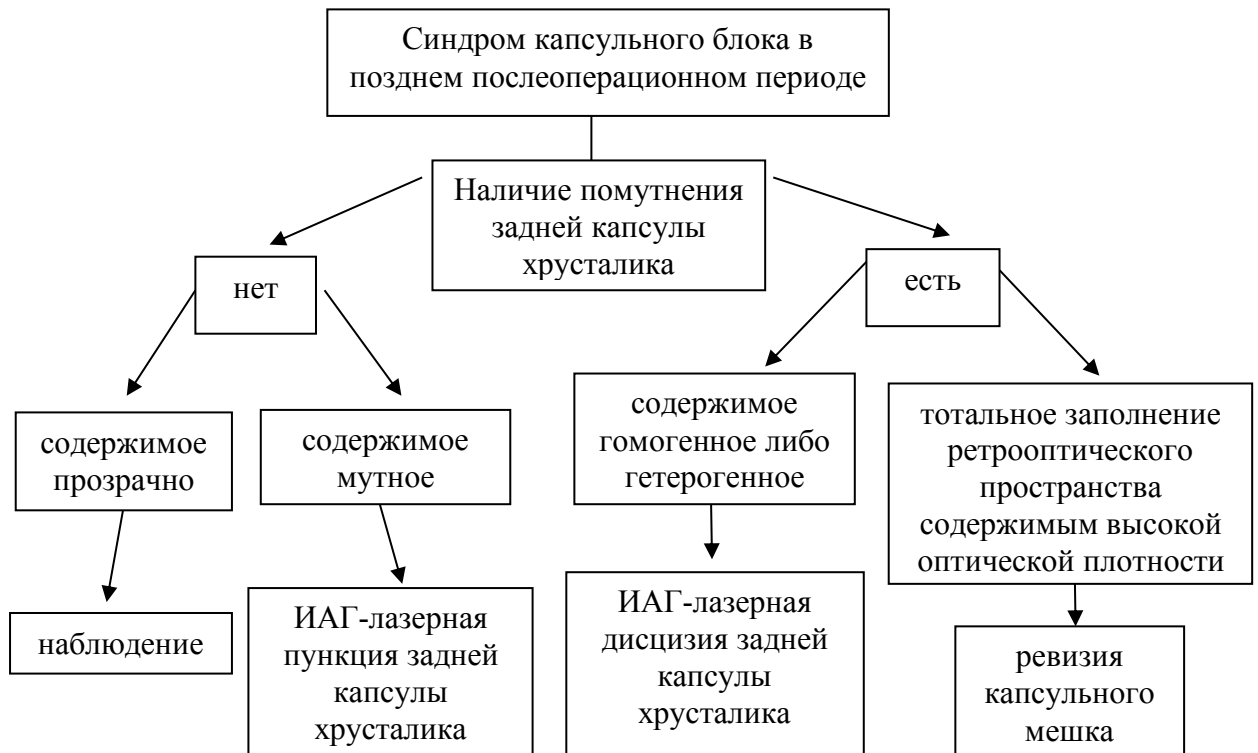 Синдром капсульного блока в
позднем послеоперационном периоде
Наличие помутнения
задней капсулы
хрусталика
нет
есть
содержимое
прозрачно
содержимое
мутное
содержимое
гомогенное либо
гетерогенное
тотальное заполнение
ретрооптического
пространства
содержимым высокой
оптической плотности
наблюдение
ИАГ-лазерная
пункция задней
капсулы
хрусталика
ИАГ-лазерная
дисцизия задней
капсулы
хрусталика
ревизия
капсульного
мешка